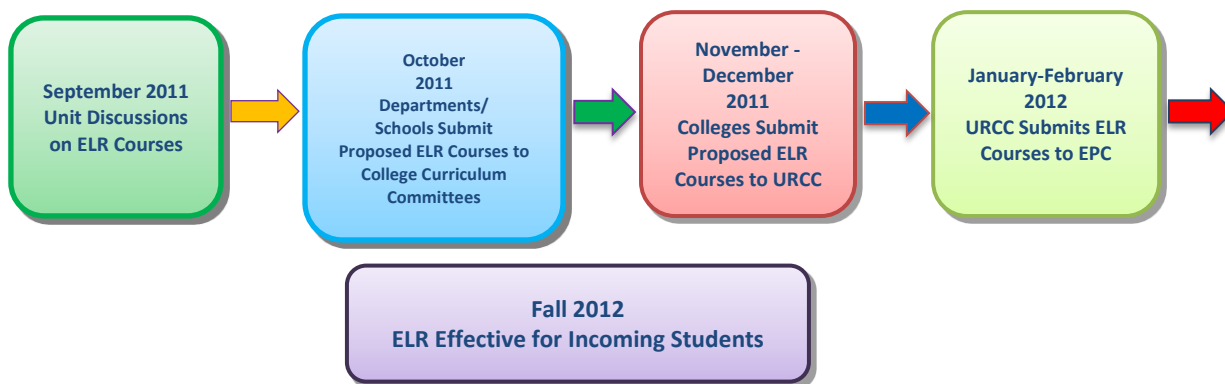 September 2011
Unit Discussions
on ELR Courses
October
2011
Departments/
Schools Submit
Proposed ELR Courses to
College Curriculum
Committees
November -
December
2011
Colleges Submit
Proposed ELR
Courses to URCC
January-February
2012
URCC Submits ELR
Courses to EPC
Fall 2012
ELR Effective for Incoming Students